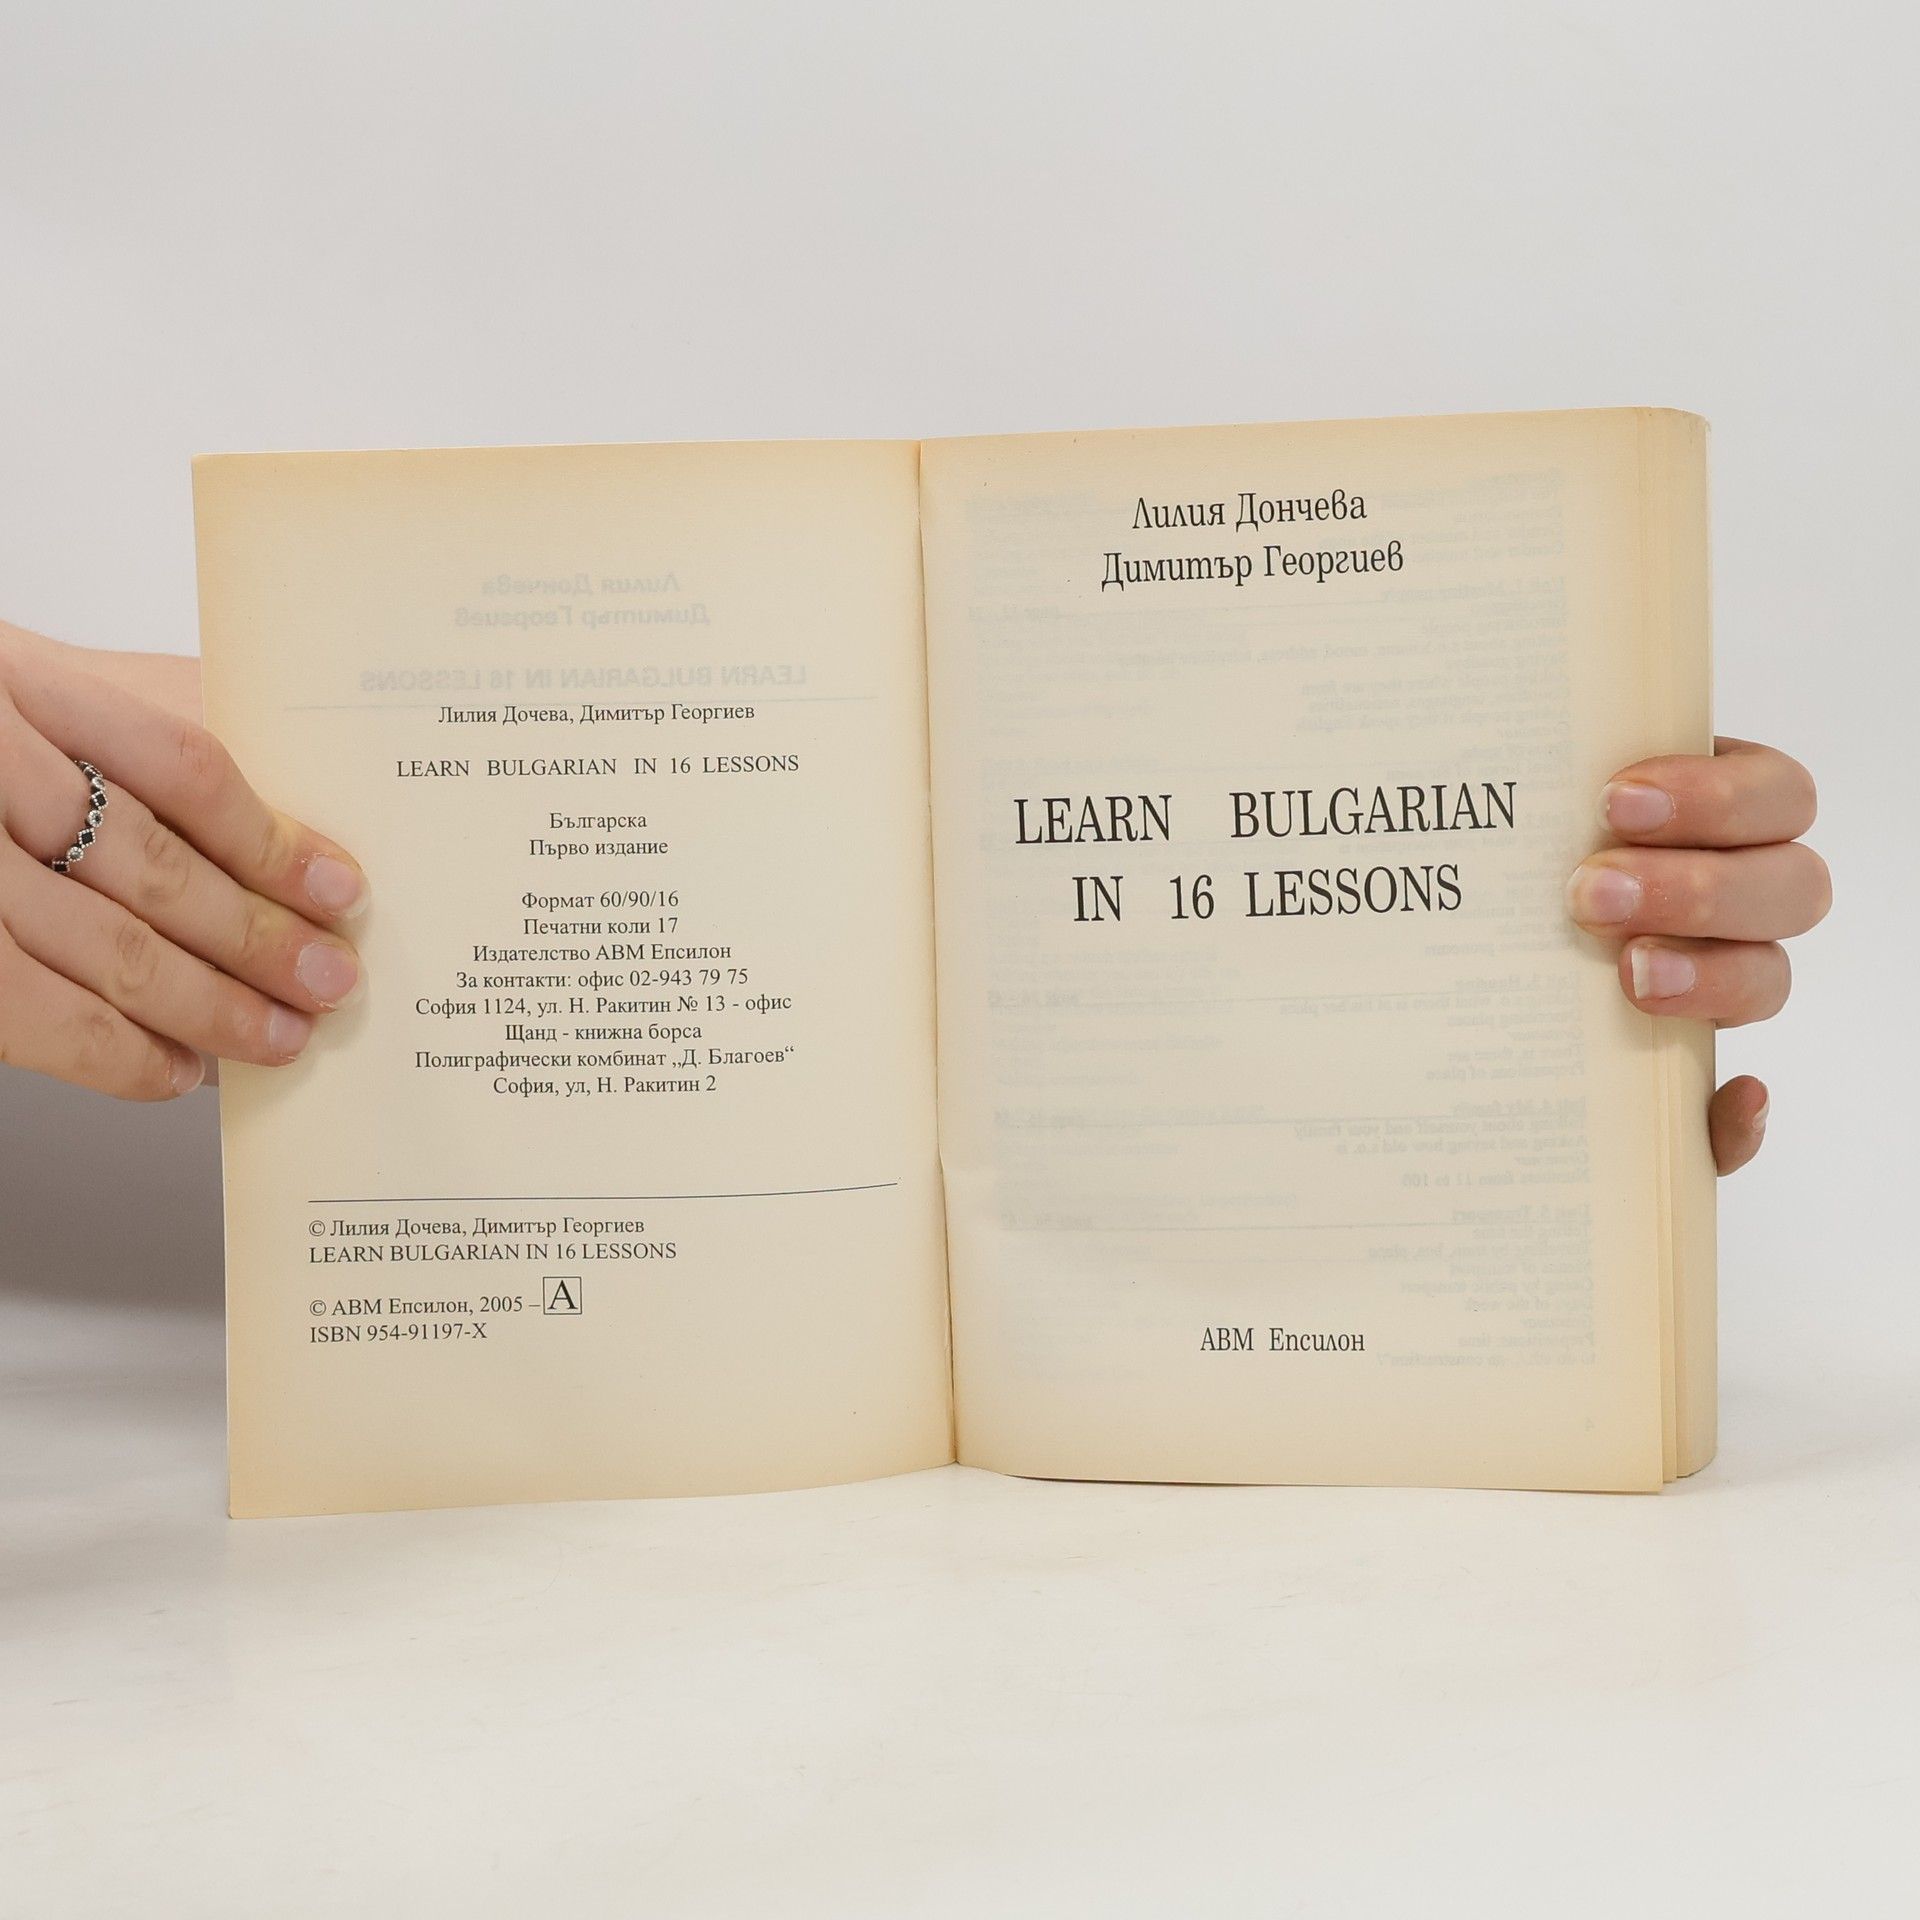 Лилия Дочева, Димитър Георгиев
LEARN BULGARIAN IN 16 LESSONS
Българска
Първо издание
Формат 60/90/16
Печатни коли 17
Издателство АВМ Епсилон
За контакти: офис 02-943 79 75
София 1124, ул. Н. Ракитин № 13 - офис
Щанд - книжна борса
Полиграфически комбинат „Д. Благоев“
София, ул, Н. Ракитин 2
© Лилия Дочева, Димитър Георгиев
LEARN BULGARIAN IN 16 LESSONS
© АВМ Епсилон, 2005 – A
ISBN 954-91197-X
Лилия Дончева
Димитър Георгиев
LEARN BULGARIAN
IN 16 LESSONS
АВМ Епсилон